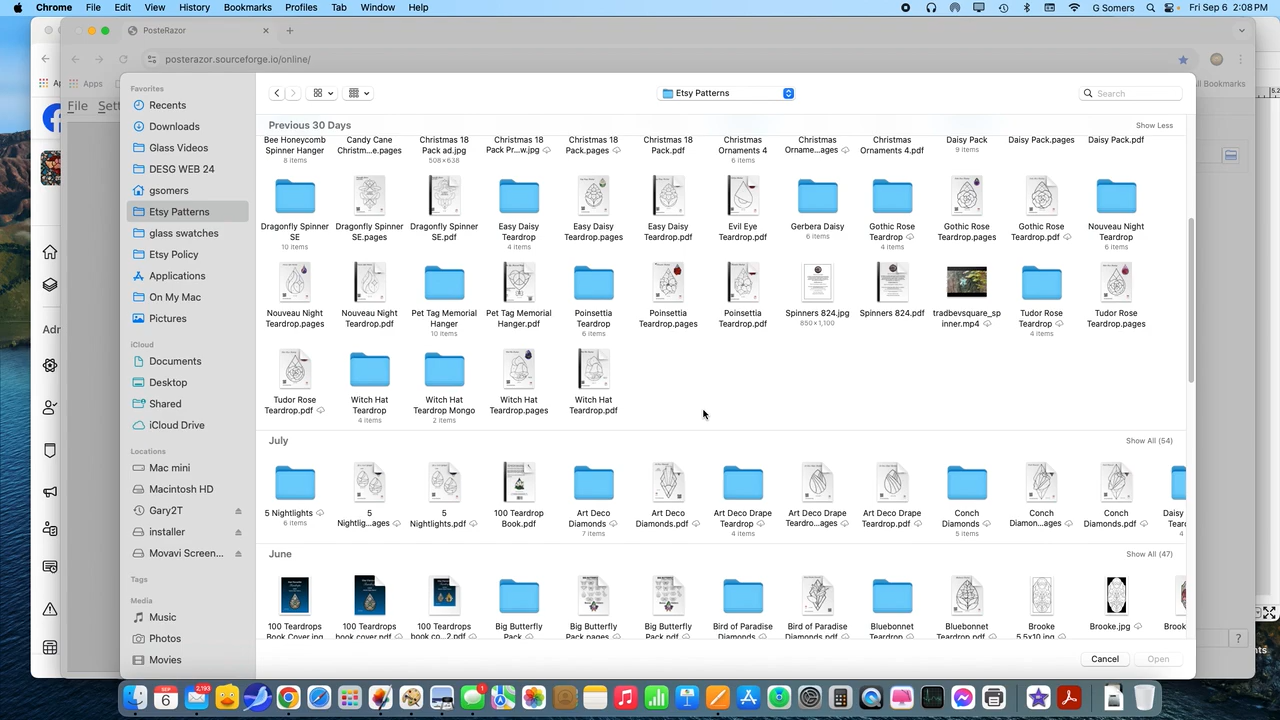 Chrome File Edit View History Bookmarks Profiles Tab Window Help G Somers Fri Sep 6 2:08 PM
PosteRazor
posterazor.sourceforge.io/online/
Apps All Bookmarks
File
Favorites
Recents
Downloads
Glass Videos
DESG WEB 24
gsomers
Etsy Patterns
glass swatches
Etsy Policy
Applications
On My Mac
Pictures
iCloud
Documents
Desktop
Shared
iCloud Drive
Locations
Mac mini
Macintosh HD
Gary2T
installer
Movavi Screen...
Tags
Media
Music
Photos
Movies
Etsy Patterns
Search
Previous 30 Days Show Less
Bee Honeycomb Spinner Hanger
8 items
Candy Cane Christm...e.pages
Christmas 18 Pack ad.jpg
508×638
Christmas 18 Pack Pr...w.jpg
Christmas 18 Pack.pages
Christmas 18 Pack.pdf
Christmas Ornaments 4
6 items
Christmas Orname...ages
Christmas Ornaments 4.pdf
Daisy Pack
9 items
Daisy Pack.pages
Daisy Pack.pdf
Dragonfly Spinner SE
10 items
Dragonfly Spinner SE.pages
Dragonfly Spinner SE.pdf
Easy Daisy Teardrop
4 items
Easy Daisy Teardrop.pages
Easy Daisy Teardrop.pdf
Evil Eye Teardrop.pdf
Gerbera Daisy
6 items
Gothic Rose Teardrop
4 items
Gothic Rose Teardrop.pages
Gothic Rose Teardrop.pdf
Nouveau Night Teardrop
6 items
Nouveau Night Teardrop.pages
Nouveau Night Teardrop.pdf
Pet Tag Memorial Hanger
10 items
Pet Tag Memorial Hanger.pdf
Poinsettia Teardrop
6 items
Poinsettia Teardrop.pages
Poinsettia Teardrop.pdf
Spinners 824.jpg
850×1,100
Spinners 824.pdf
tradbevsquare_spinner.mp4
Tudor Rose Teardrop
4 items
Tudor Rose Teardrop.pages
Tudor Rose Teardrop.pdf
Witch Hat Teardrop
4 items
Witch Hat Teardrop Mongo
2 items
Witch Hat Teardrop.pages
Witch Hat Teardrop.pdf
July Show All (54)
5 Nightlights
6 items
5 Nightlig...ages
5 Nightlights.pdf
100 Teardrop Book.pdf
Art Deco Diamonds
7 items
Art Deco Diamonds.pdf
Art Deco Drape Teardrop
4 items
Art Deco Drape Teardro...ages
Art Deco Drape Teardrop.pdf
Conch Diamonds
5 items
Conch Diamon...ages
Conch Diamonds.pdf
Daisy
June Show All (47)
100 Teardrops Book Cover.jpg
100 Teardrops book cover.pdf
100 Teardrops book co...2.pdf
Big Butterfly Pack
Big Butterfly Pack.pages
Big Butterfly Pack.pdf
Bird of Paradise Diamonds
Bird of Paradise Diamonds.pdf
Bluebonnet Teardrop
Bluebonnet Teardrop.pdf
Brooke 5.5x10.jpg
Brooke.jpg
Cancel Open
2,193
SEP 6
1